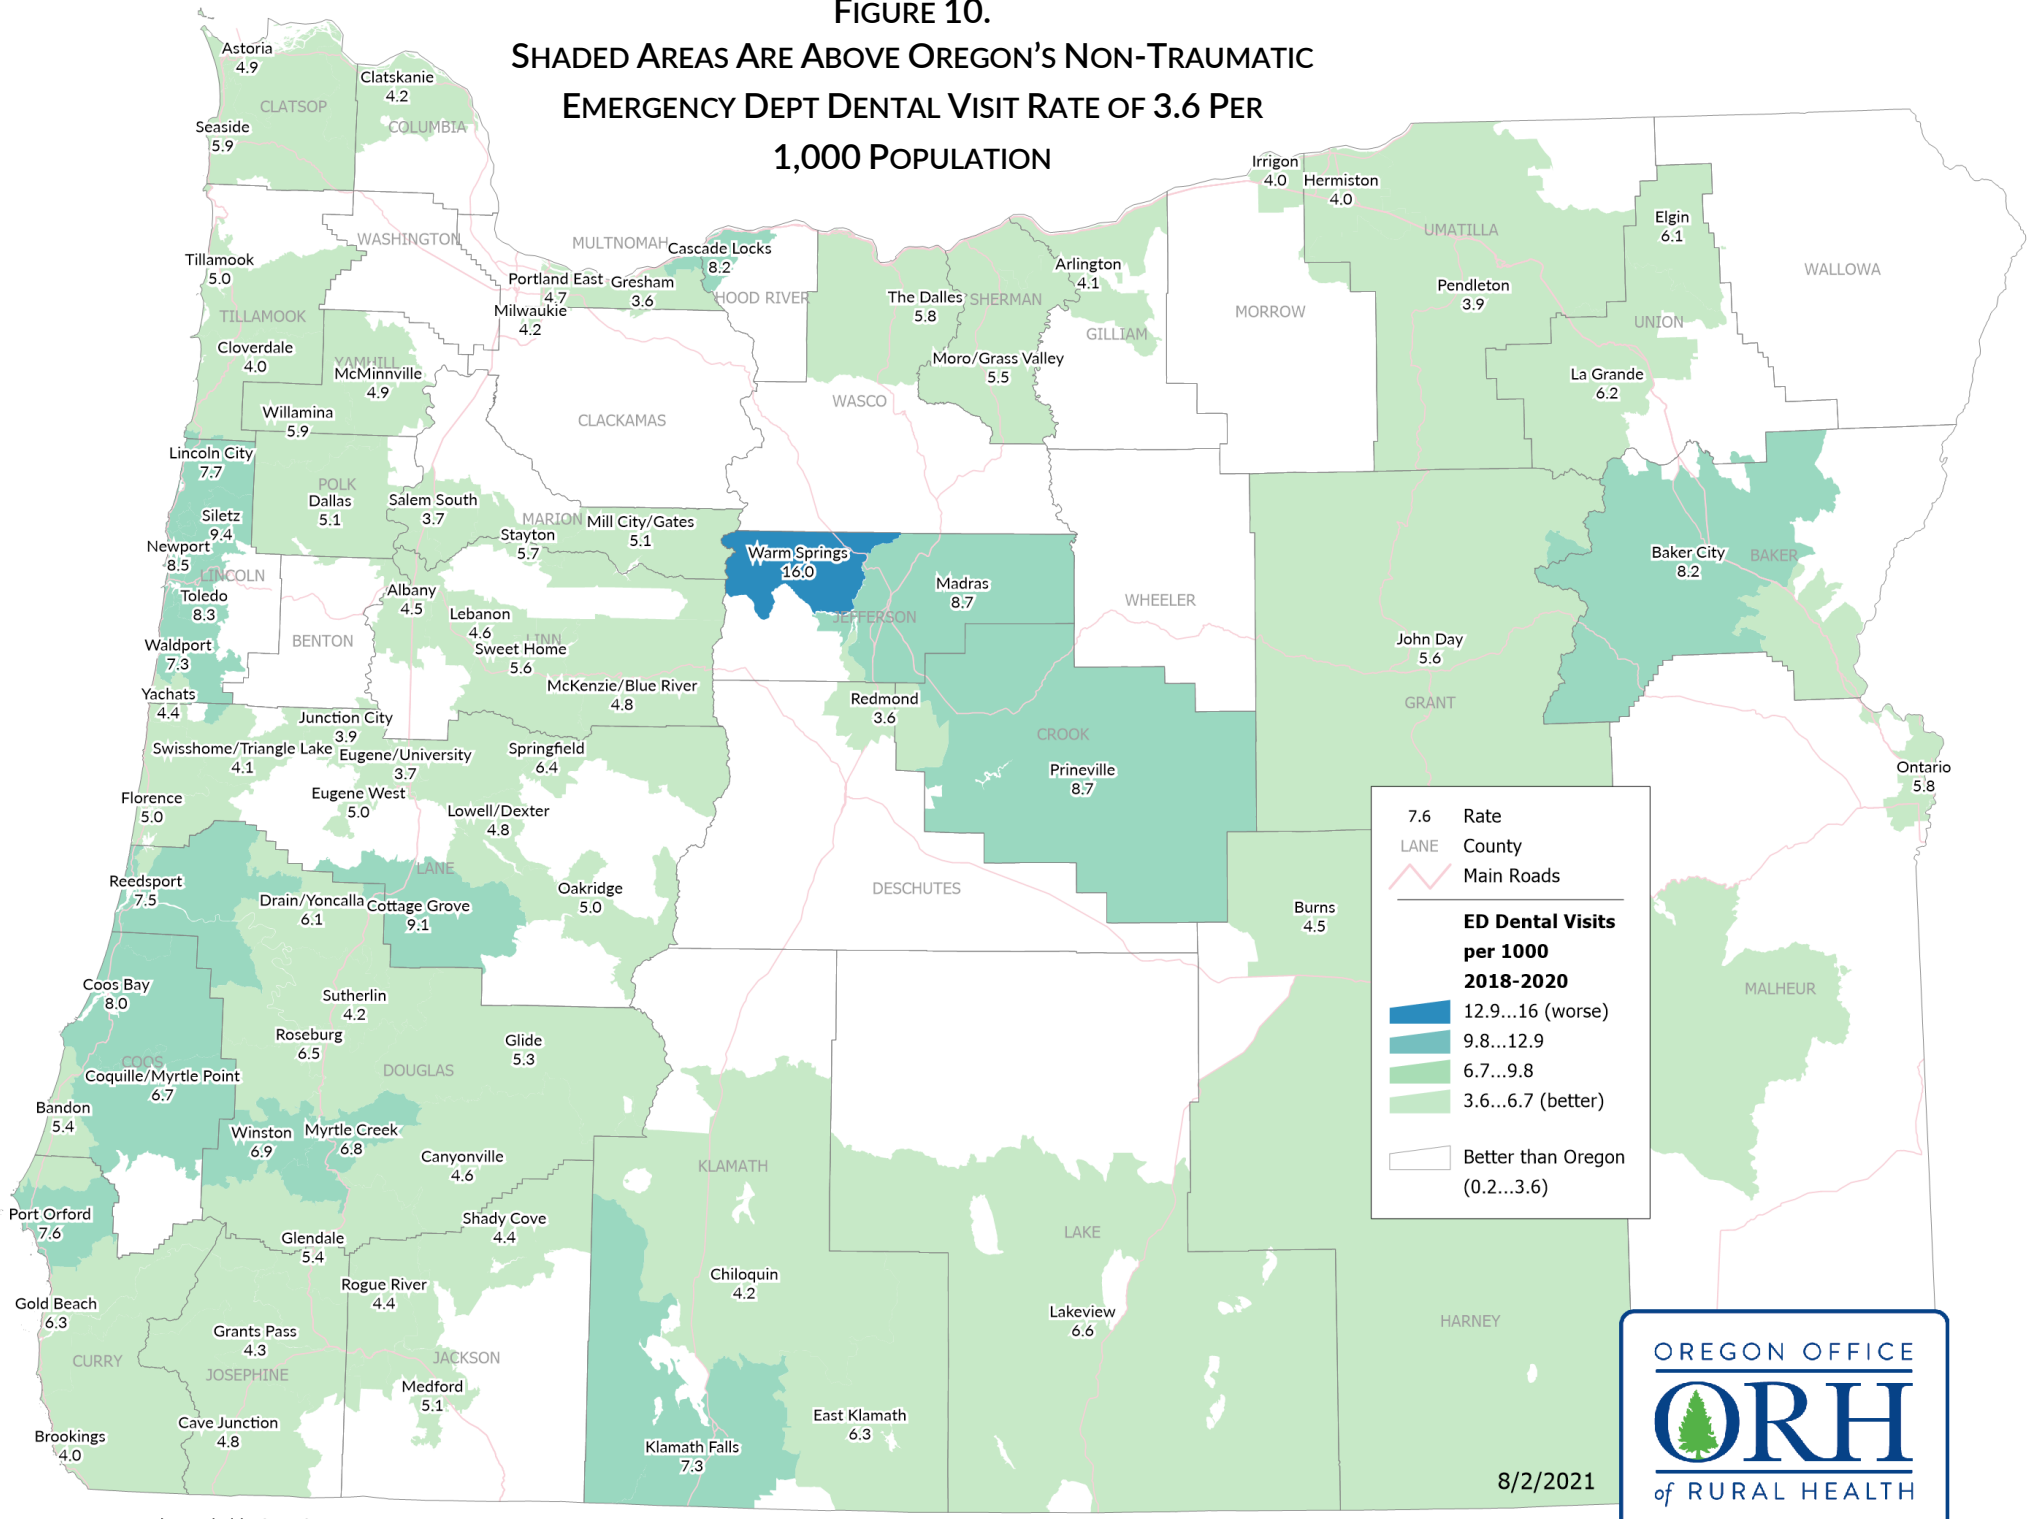 FIGURE 10.
SHADED AREAS ARE ABOVE OREGON'S NON-TRAUMATIC
EMERGENCY DEPT DENTAL VISIT RATE OF 3.6 PER
1,000 POPULATION
Astoria
4.9
Clatskanie
4.2
CLATSOP
COLUMBIA
Seaside
5.9
Irrigon
4.0
Hermiston
4.0
Elgin
6.1
UMATILLA
WASHINGTON
MULTNOMAH
Cascade Locks
8.2
Tillamook
5.0
Portland East
4.7
Gresham
3.6
HOOD RIVER
Milwaukie
4.2
The Dalles
5.8
SHERMAN
Arlington
4.1
GILLIAM
MORROW
Pendleton
3.9
UNION
WALLOWA
TILLAMOOK
Cloverdale
4.0
YAMHILL
McMinnville
4.9
Moro/Grass Valley
5.5
La Grande
6.2
Willamina
5.9
CLACKAMAS
WASCO
Lincoln City
7.7
POLK
Dallas
5.1
Salem South
3.7
MARION
Mill City/Gates
5.1
Stayton
5.7
Siletz
9.4
Newport
8.5
LINCOLN
Toledo
8.3
Warm Springs
16.0
Madras
8.7
JEFFERSON
WHEELER
Baker City
8.2
BAKER
Albany
4.5
Lebanon
4.6
LINN
Sweet Home
5.6
BENTON
Waldport
7.3
John Day
5.6
Yachats
4.4
McKenzie/Blue River
4.8
Redmond
3.6
GRANT
Junction City
3.9
Swisshome/Triangle Lake
4.1
Eugene/University
3.7
Springfield
6.4
CROOK
Prineville
8.7
Ontario
5.8
Florence
5.0
Eugene West
5.0
Lowell/Dexter
4.8
LANE
Reedsport
7.5
Drain/Yoncalla
6.1
Cottage Grove
9.1
Oakridge
5.0
DESCHUTES
Burns
4.5
7.6 Rate
LANE County
Main Roads
ED Dental Visits
per 1000
2018-2020
12.9...16 (worse)
9.8...12.9
6.7...9.8
3.6...6.7 (better)
Better than Oregon
(0.2...3.6)
MALHEUR
Coos Bay
8.0
Sutherlin
4.2
Roseburg
6.5
Glide
5.3
COOS
DOUGLAS
Coquille/Myrtle Point
6.7
Bandon
5.4
Winston
6.9
Myrtle Creek
6.8
Canyonville
4.6
KLAMATH
Port Orford
7.6
Shady Cove
4.4
Glendale
5.4
LAKE
Rogue River
4.4
Chiloquin
4.2
Gold Beach
6.3
Grants Pass
4.3
Lakeview
6.6
HARNEY
CURRY
JOSEPHINE
JACKSON
Medford
5.1
Cave Junction
4.8
Brookings
4.0
East Klamath
6.3
Klamath Falls
7.3
8/2/2021
OREGON OFFICE
ORH
of RURAL HEALTH